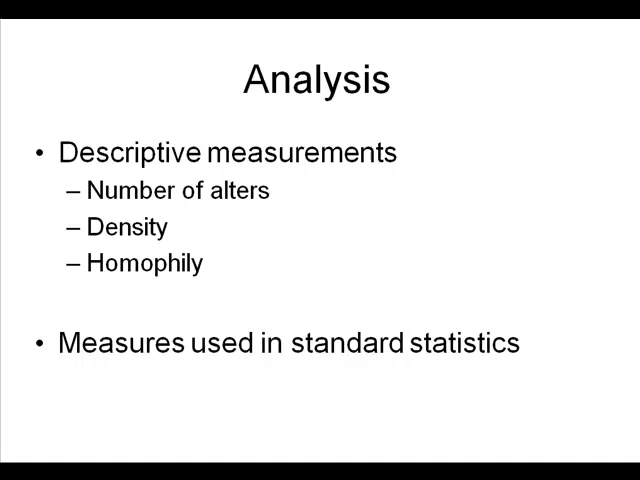 Analysis
• Descriptive measurements
– Number of alters
– Density
– Homophily
• Measures used in standard statistics